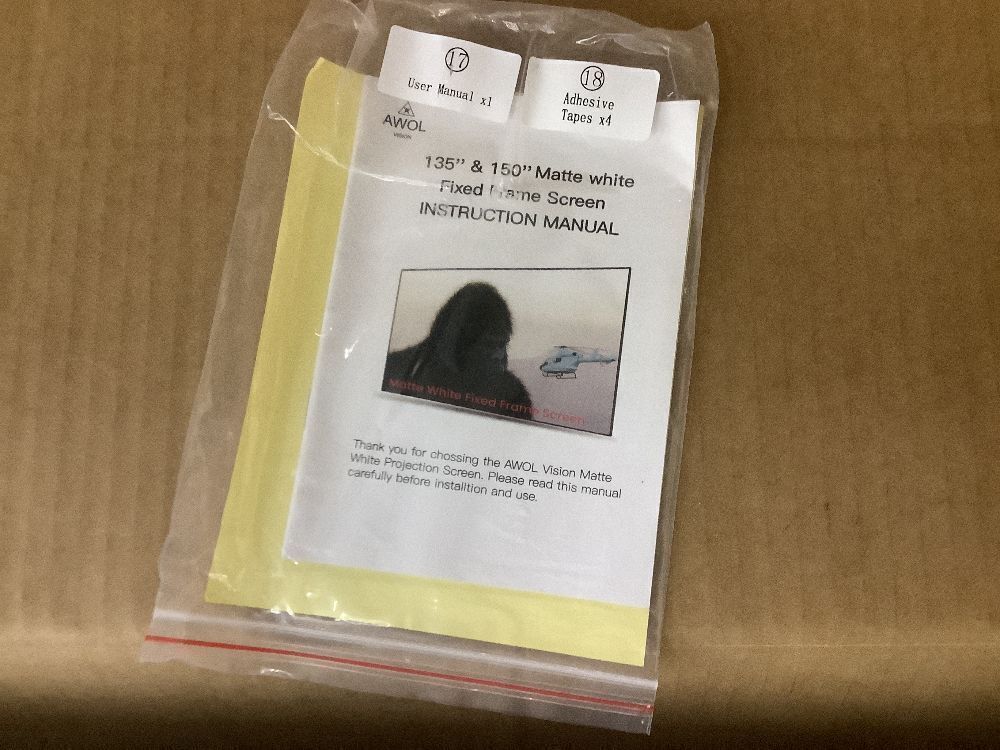 17
User Manual x1
18
Adhesive
Tapes x4
AWOL
VISION
135” & 150” Matte white
Fixed Frame Screen
INSTRUCTION MANUAL
Matte White Fixed Frame Screen
Thank you for chossing the AWOL Vision Matte
White Projection Screen. Please read this manual
carefully before installtion and use.